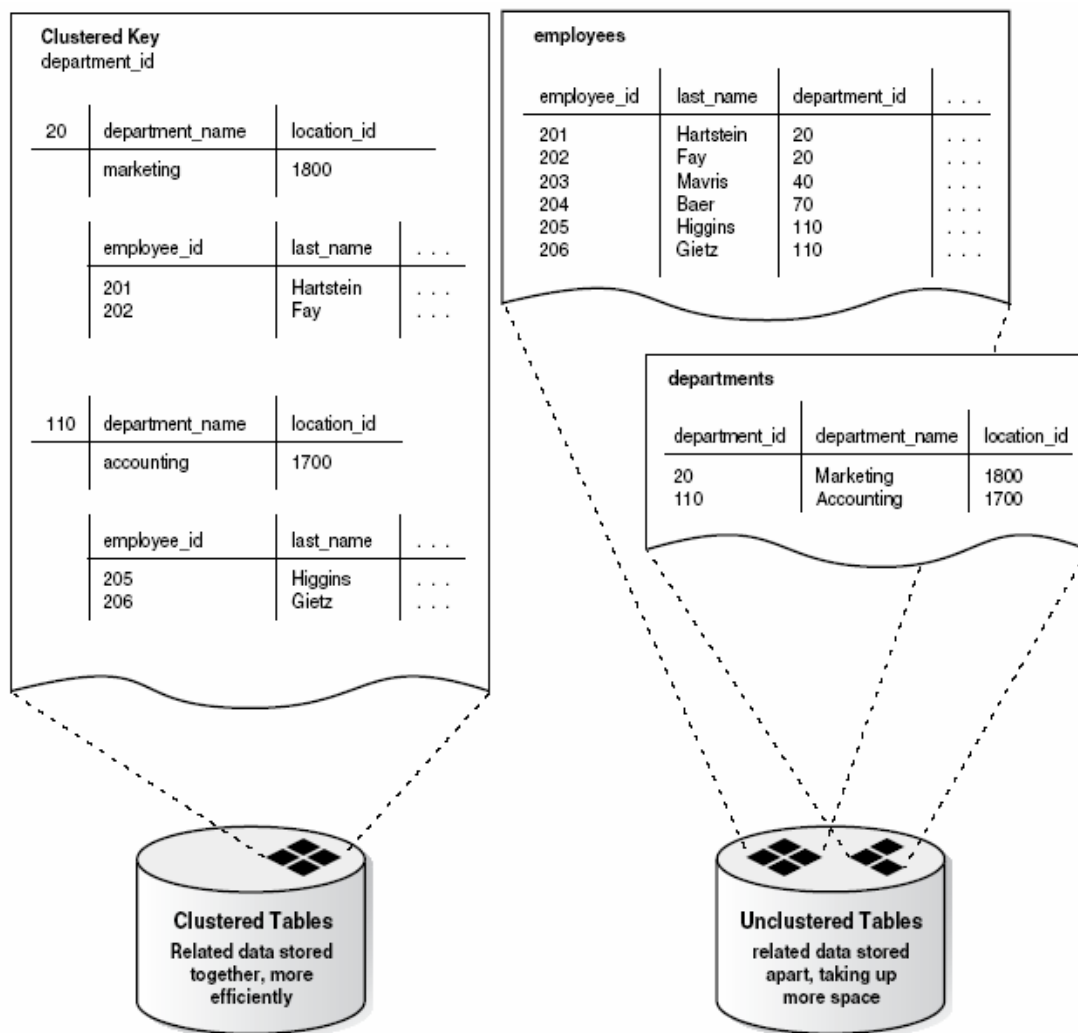 Clustered Key
department_id
20 department_name location_id
marketing 1800
employee_id last_name . . .
201 Hartstein . . .
202 Fay . . .
110 department_name location_id
accounting 1700
employee_id last_name . . .
205 Higgins . . .
206 Gietz . . .
employees
employee_id last_name department_id . . .
201 Hartstein 20 . . .
202 Fay 20 . . .
203 Mavris 40 . . .
204 Baer 70 . . .
205 Higgins 110 . . .
206 Gietz 110 . . .
departments
department_id department_name location_id
20 Marketing 1800
110 Accounting 1700
Clustered Tables
Related data stored
together, more
efficiently
Unclustered Tables
related data stored
apart, taking up
more space